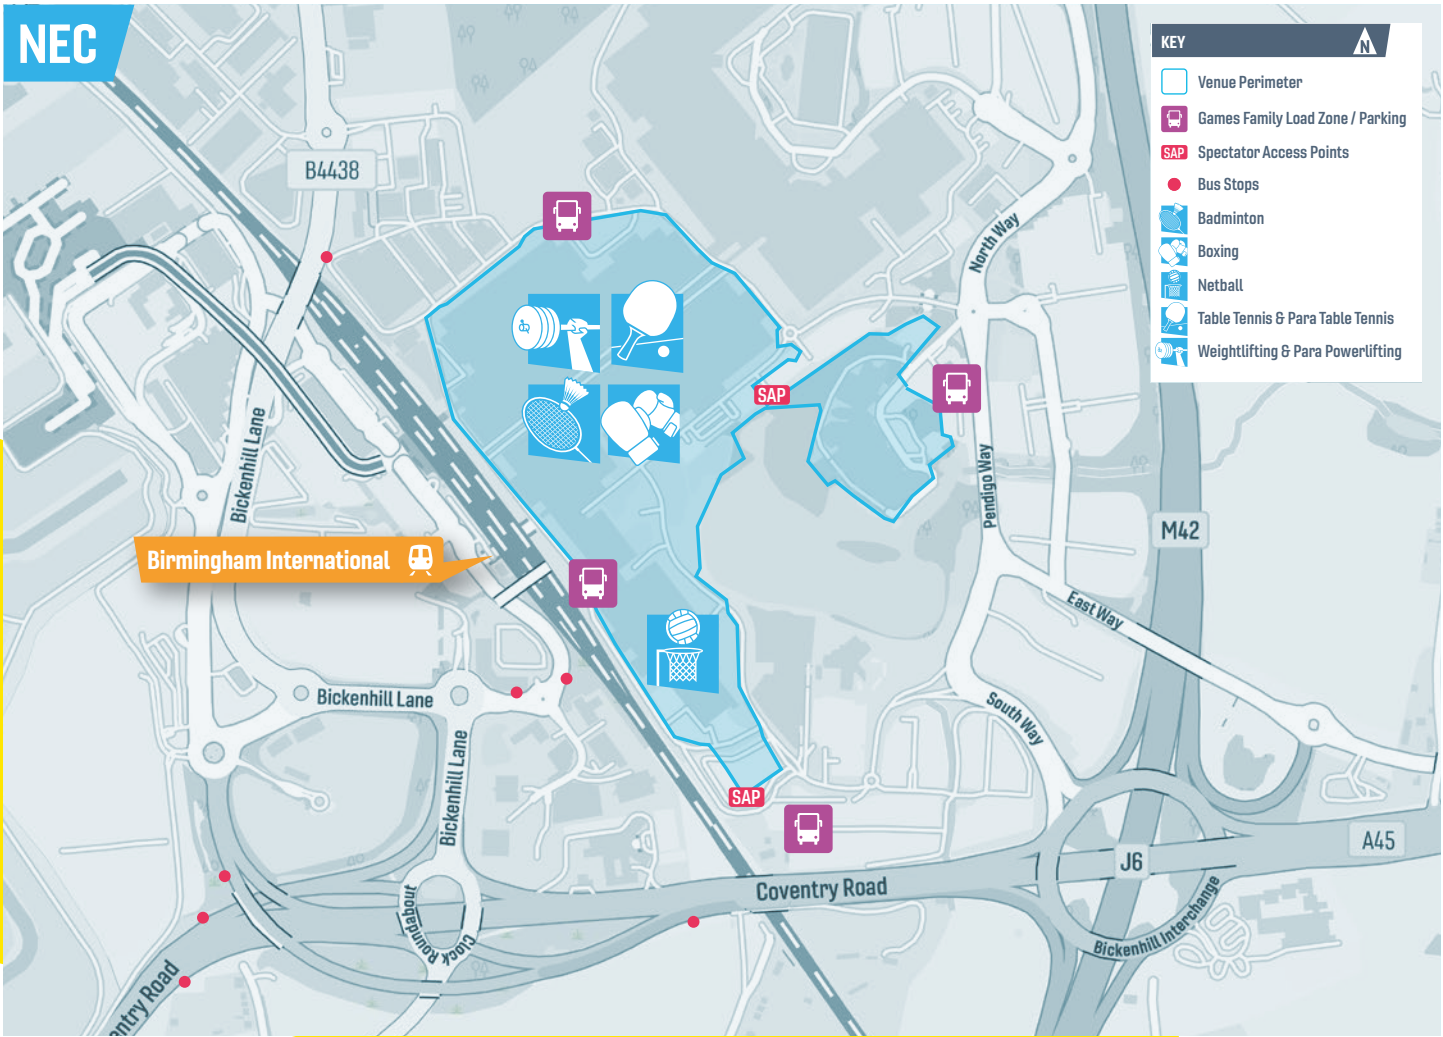 NEC
KEY
N
Venue Perimeter
Games Family Load Zone / Parking
SAP Spectator Access Points
Bus Stops
Badminton
Boxing
Netball
Table Tennis & Para Table Tennis
Weightlifting & Para Powerlifting
B4438
North Way
SAP
Bickenhill Lane
Pendigo Way
M42
Birmingham International
East Way
Bickenhill Lane
South Way
Bickenhill Lane
SAP
A45
J6
Coventry Road
Clock Roundabout
Bickenhill Interchange
entry Road